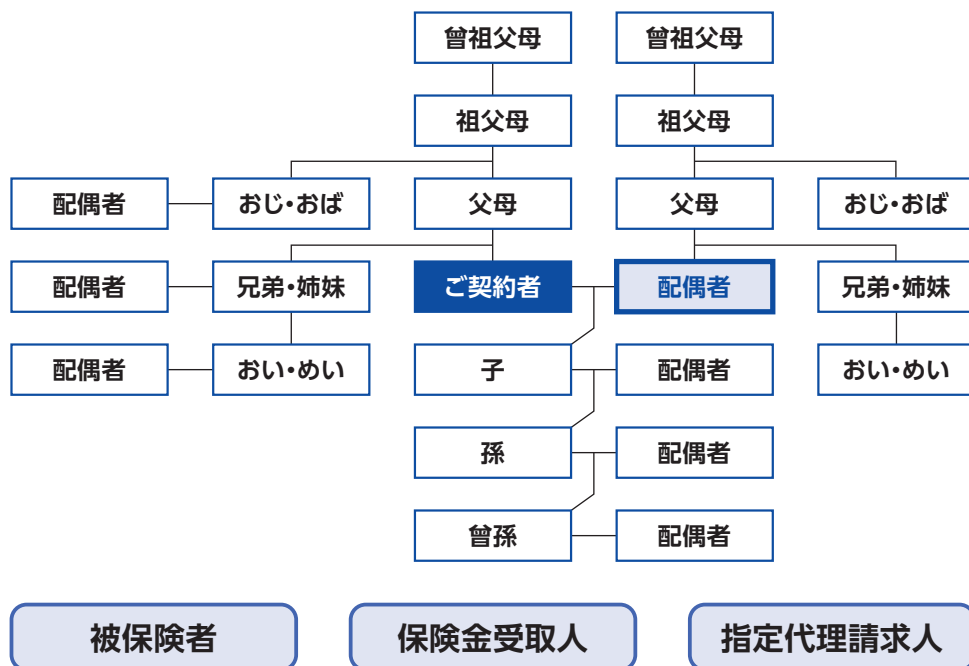 曾祖父母 曾祖父母
祖父母 祖父母
配偶者 おじ・おば 父母 父母 おじ・おば
配偶者 兄弟・姉妹 ご契約者 配偶者 兄弟・姉妹
配偶者 おい・めい 子 配偶者 おい・めい
孫 配偶者
曾孫 配偶者
被保険者 保険金受取人 指定代理請求人